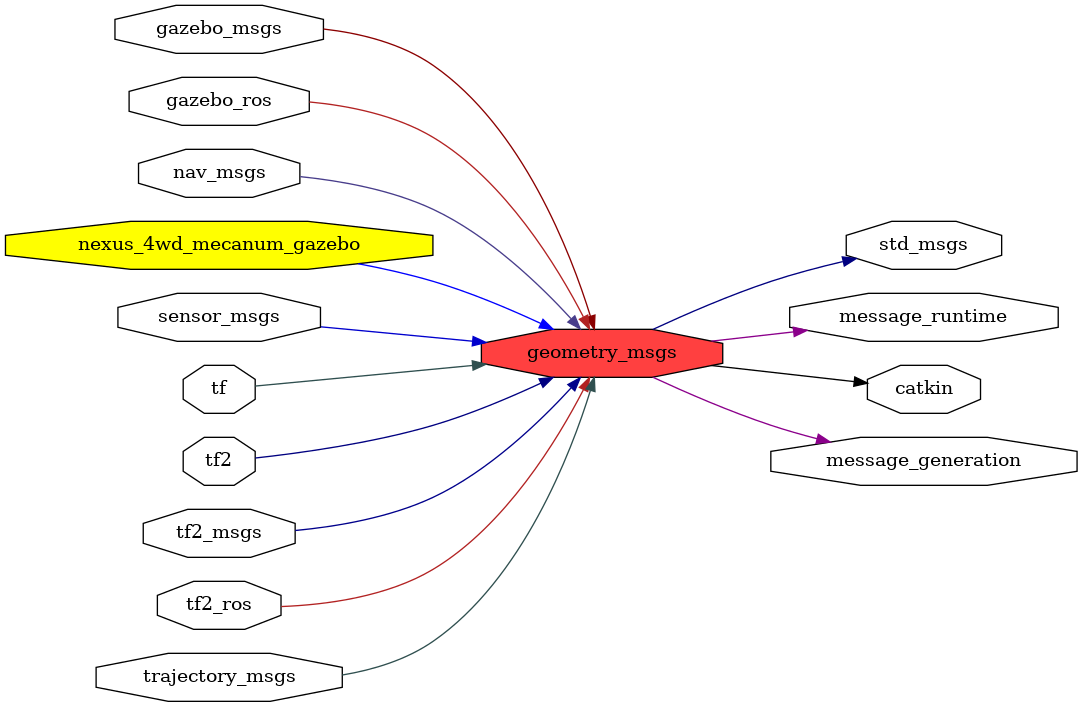 gazebo_msgs
gazebo_ros
nav_msgs
nexus_4wd_mecanum_gazebo
sensor_msgs
tf
tf2
tf2_msgs
tf2_ros
trajectory_msgs
geometry_msgs
std_msgs
message_runtime
catkin
message_generation